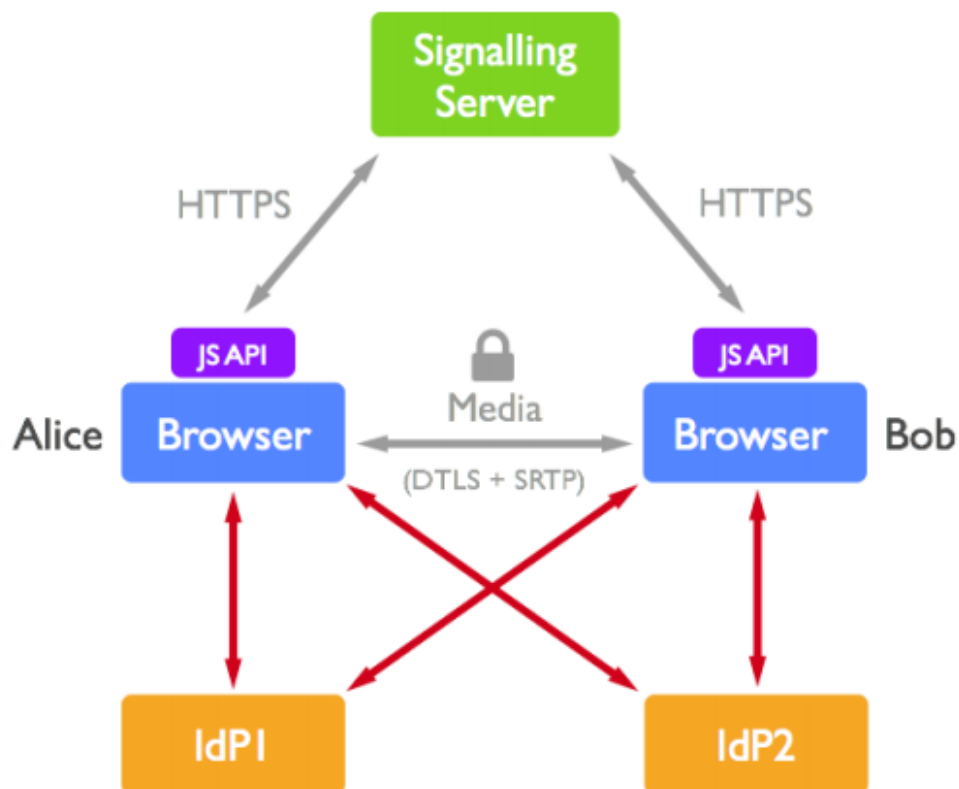 Signalling
Server
HTTPS
HTTPS
JS API
JS API
Media
Alice
Browser
Browser
Bob
(DTLS + SRTP)
IdP1
IdP2